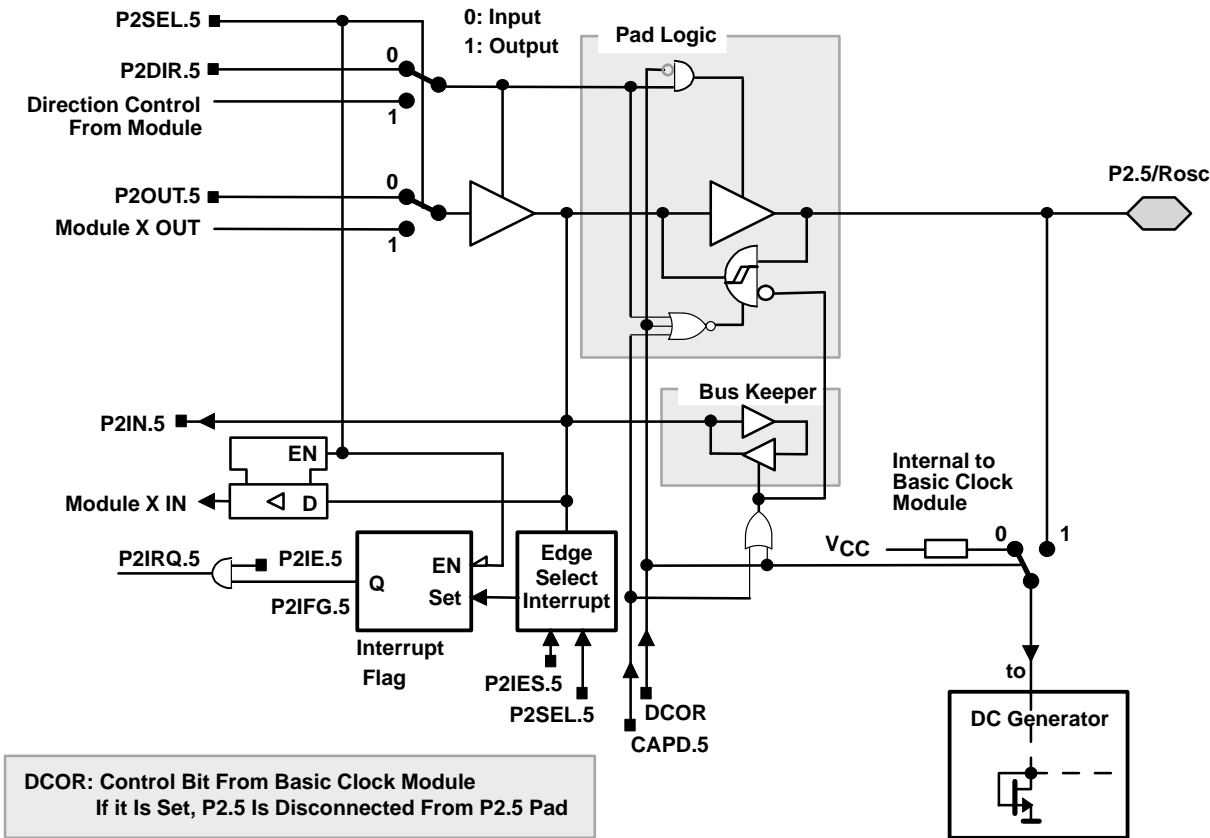 P2SEL.5
0: Input
1: Output
Pad Logic
P2DIR.5
0
Direction Control
From Module
1
P2OUT.5
0
Module X OUT
1
P2.5/Rosc
Bus Keeper
P2IN.5
EN
Module X IN
D
Internal to
Basic Clock
Module
0
1
VCC
P2IRQ.5
P2IE.5
P2IFG.5
Q
EN
Set
Edge
Select
Interrupt
Interrupt
Flag
P2IES.5
P2SEL.5
DCOR
CAPD.5
to
DC Generator
DCOR: Control Bit From Basic Clock Module
If it Is Set, P2.5 Is Disconnected From P2.5 Pad